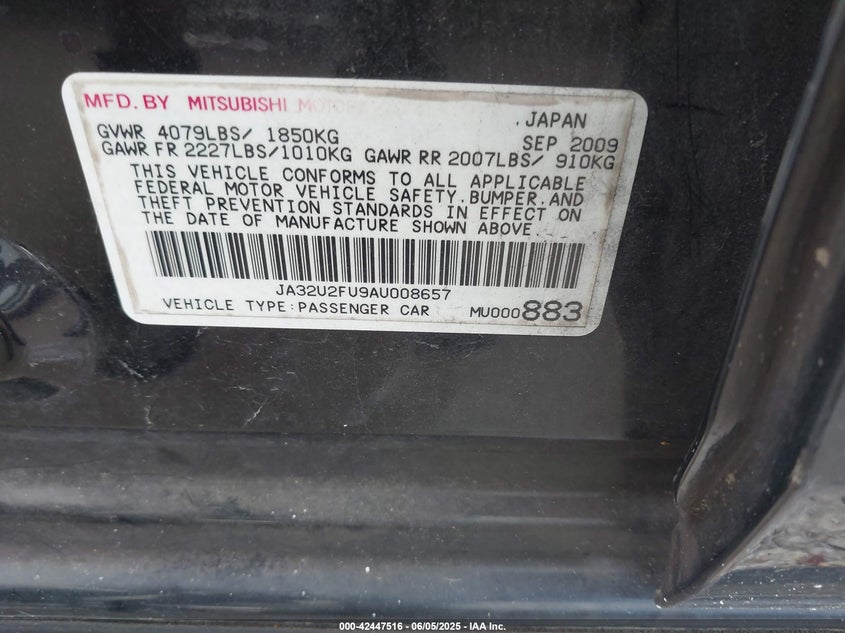 MFD. BY MITSUBISHI MOTORS
JAPAN
GVWR 4079LBS/ 1850KG SEP 2009
GAWR FR 2227LBS/1010KG GAWR RR 2007LBS/ 910KG
THIS VEHICLE CONFORMS TO ALL APPLICABLE
FEDERAL MOTOR VEHICLE SAFETY.BUMPER.AND
THEFT PREVENTION STANDARDS IN EFFECT ON
THE DATE OF MANUFACTURE SHOWN ABOVE.
JA32U2FU9AU008657
VEHICLE TYPE:PASSENGER CAR MU000883
000-42447516 - 06/05/2025 - IAA Inc.